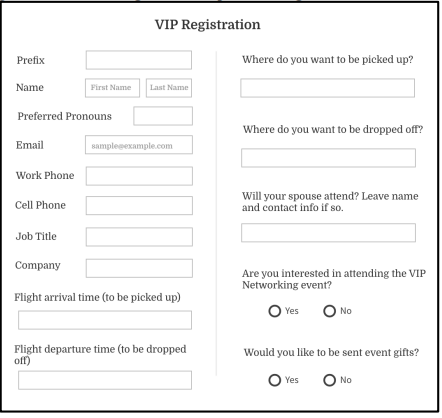 VIP Registration
Prefix
Name
First Name
Last Name
Preferred Pronouns
Email
sample@example.com
Work Phone
Cell Phone
Job Title
Company
Flight arrival time (to be picked up)
Flight departure time (to be dropped
off)
Where do you want to be picked up?
Where do you want to be dropped off?
Will your spouse attend? Leave name
and contact info if so.
Are you interested in attending the VIP
Networking event?
Yes
No
Would you like to be sent event gifts?
Yes
No